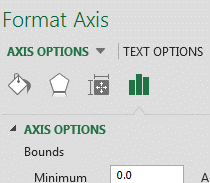 Format Axis
AXIS OPTIONS TEXT OPTIONS
AXIS OPTIONS
Bounds
Minimum 0.0 A